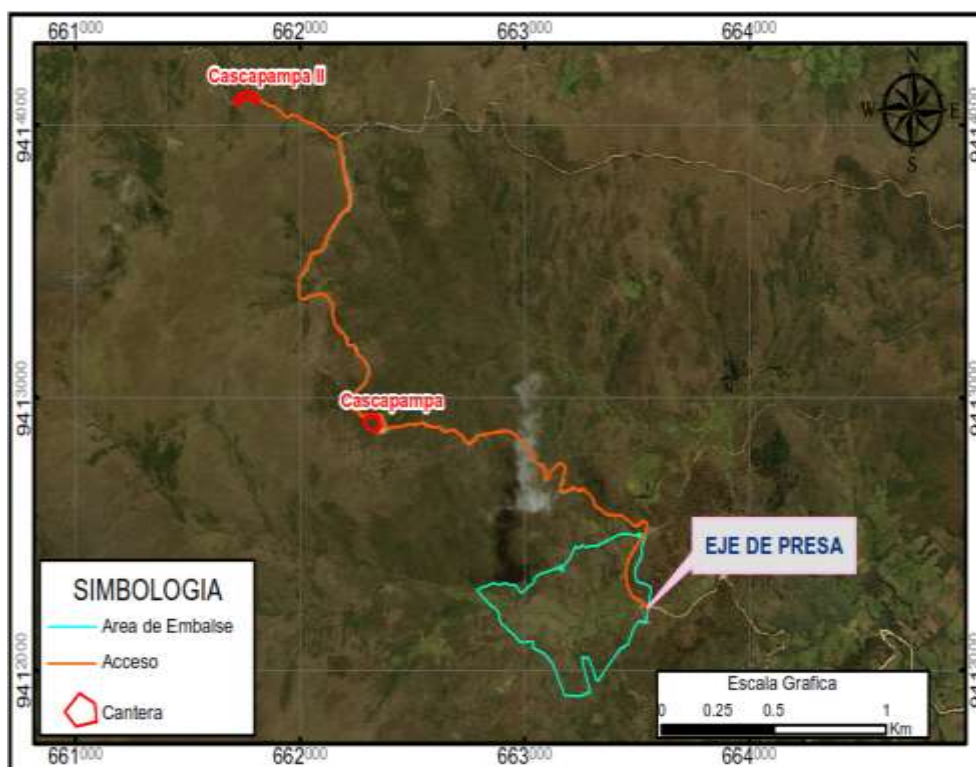 661000 662000 663000 664000
Cascapampa II
N
W E
S
9414000 9414000
9413000 9413000
Cascapampa
EJE DE PRESA
SIMBOLOGIA
Area de Embalse
Acceso
Cantera
9412000 9412000
Escala Grafica
0 0.25 0.5 1
Km
661000 662000 663000 664000